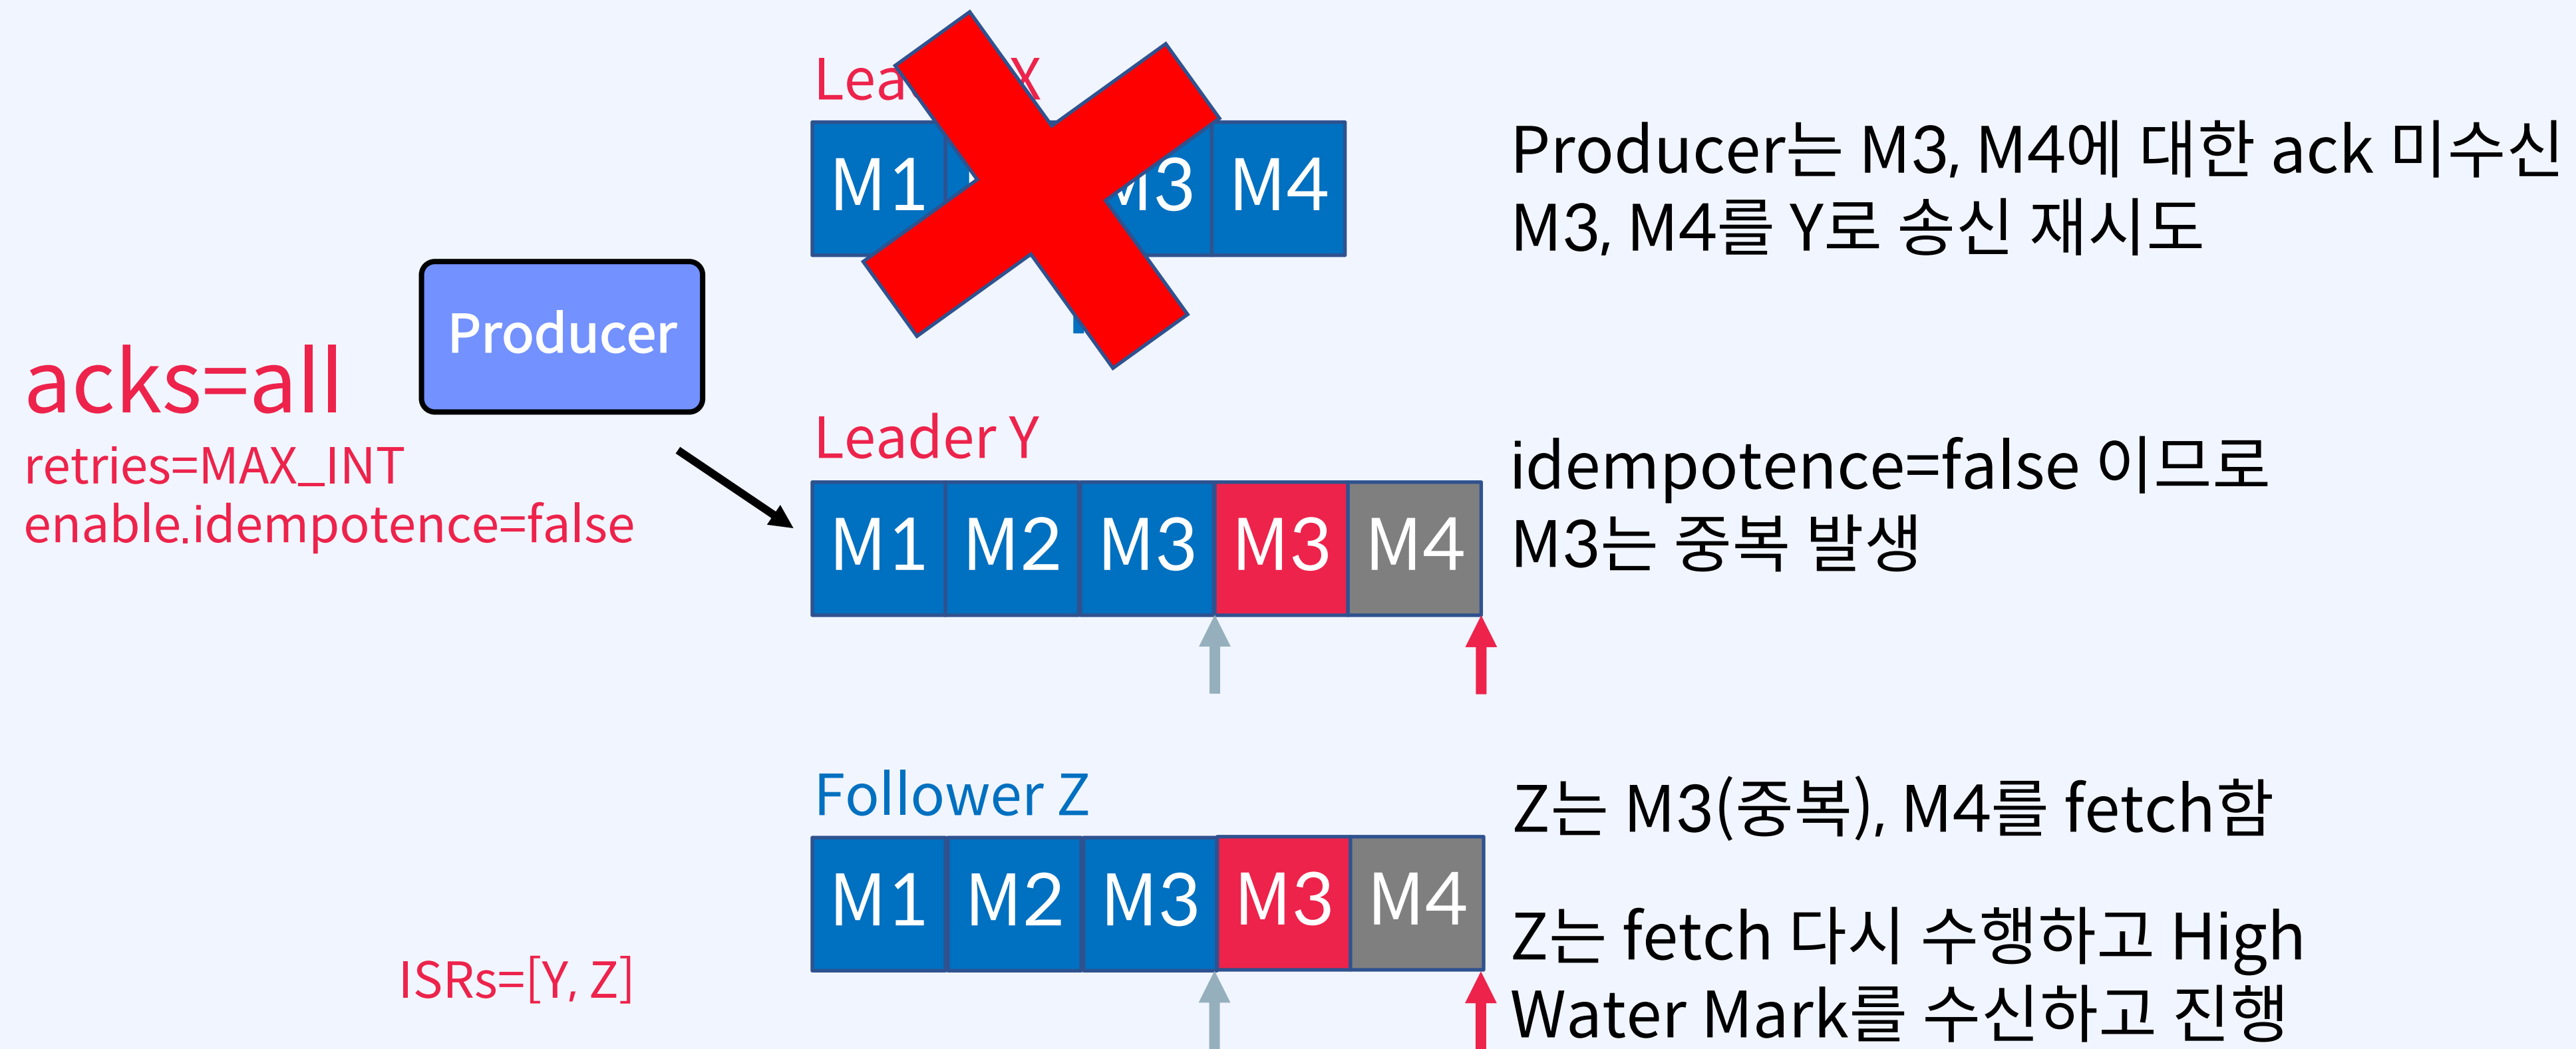 Lea X
M1 M3 M4
Producer는 M3, M4에 대한 ack 미수신
M3, M4를 Y로 송신 재시도
Producer
acks=all
retries=MAX_INT
enable.idempotence=false
Leader Y
M1 M2 M3 M3 M4
idempotence=false 이므로
M3는 중복 발생
Follower Z
M1 M2 M3 M3 M4
Z는 M3(중복), M4를 fetch함
Z는 fetch 다시 수행하고 High
Water Mark를 수신하고 진행
ISRs=[Y, Z]